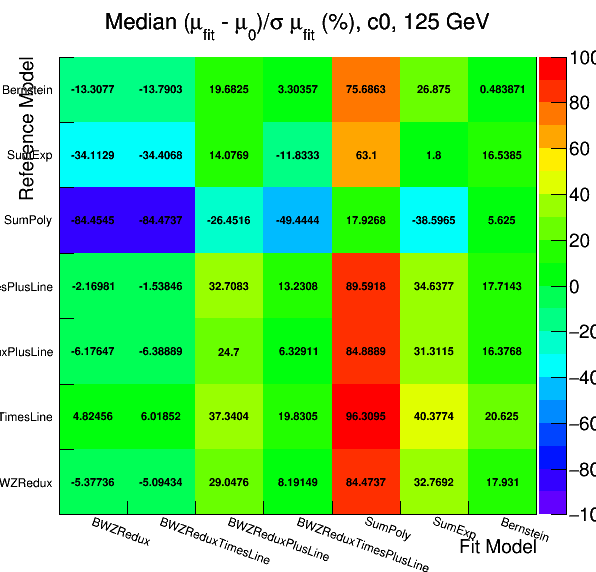 Median (μfit - μ0)/σ μfit (%), c0, 125 GeV
Reference Model
Bernstein -13.3077 -13.7903 19.6825 3.30357 75.6863 26.875 0.483871
SumExp -34.1129 -34.4068 14.0769 -11.8333 63.1 1.8 16.5385
SumPoly -84.4545 -84.4737 -26.4516 -49.4444 17.9268 -38.5965 5.625
esPlusLine -2.16981 -1.53846 32.7083 13.2308 89.5918 34.6377 17.7143
uxPlusLine -6.17647 -6.38889 24.7 6.32911 84.8889 31.3115 16.3768
TimesLine 4.82456 6.01852 37.3404 19.8305 96.3095 40.3774 20.625
WZRedux -5.37736 -5.09434 29.0476 8.19149 84.4737 32.7692 17.931
BWZRedux BWZReduxTimesLine BWZReduxPlusLine BWZReduxTimesPlusLine SumPoly SumExp Bernstein
Fit Model
100
80
60
40
20
0
-20
-40
-60
-80
-10